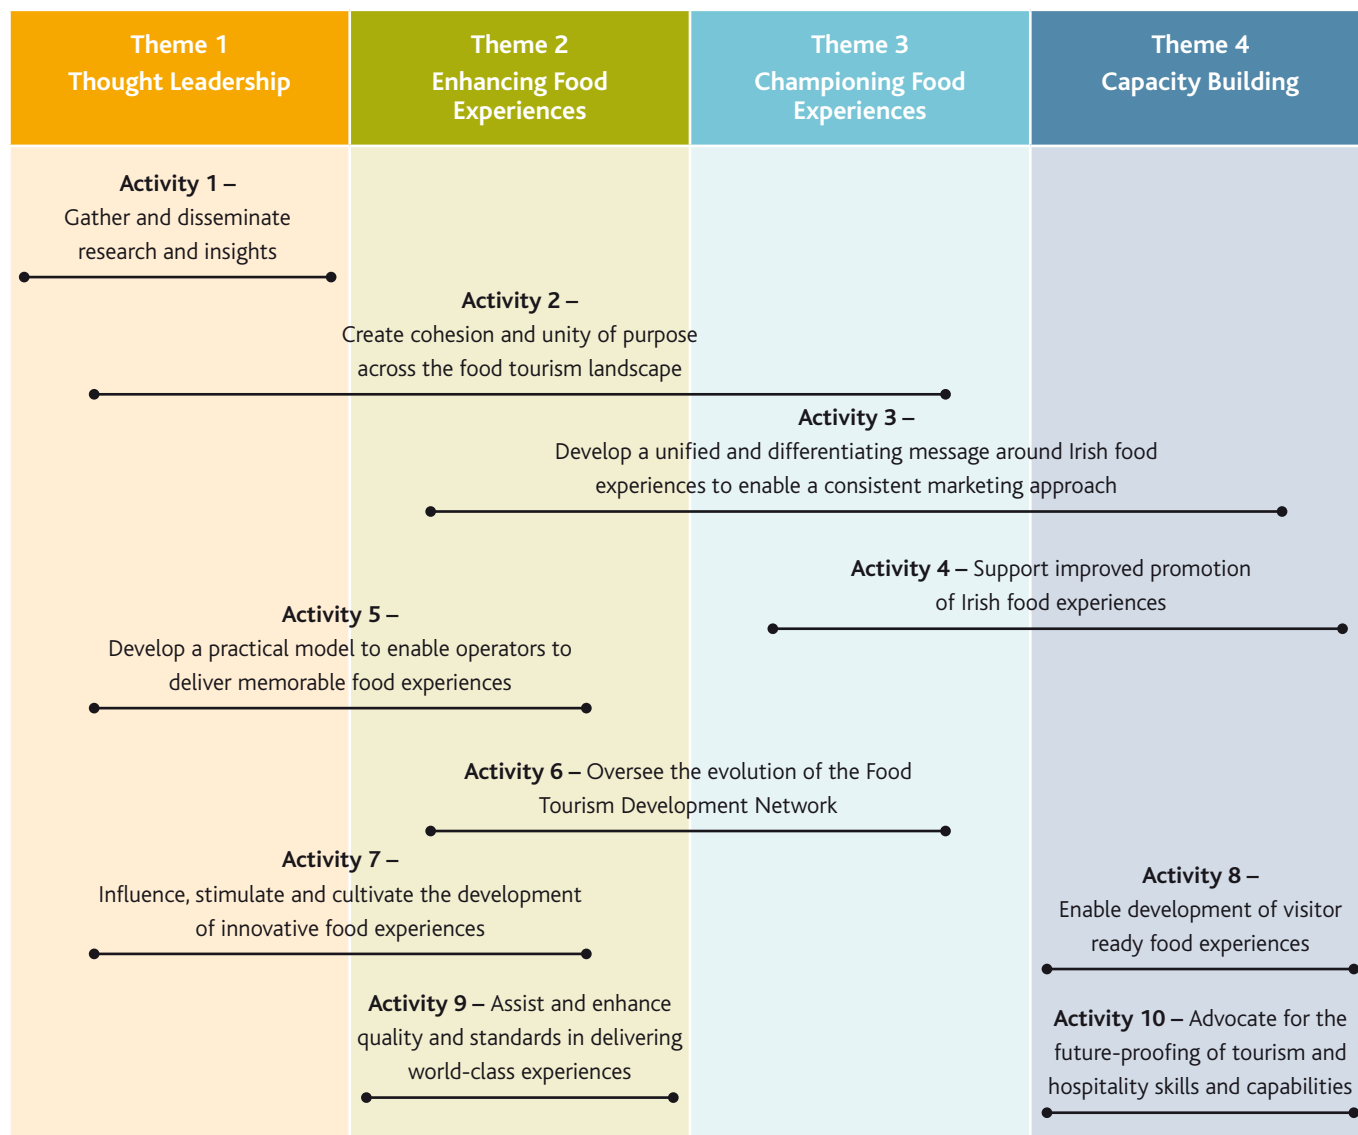 Theme 1
Thought Leadership
Theme 2
Enhancing Food
Experiences
Theme 3
Championing Food
Experiences
Theme 4
Capacity Building
Activity 1 –
Gather and disseminate
research and insights
Activity 2 –
Create cohesion and unity of purpose
across the food tourism landscape
Activity 3 –
Develop a unified and differentiating message around Irish food
experiences to enable a consistent marketing approach
Activity 4 – Support improved promotion
of Irish food experiences
Activity 5 –
Develop a practical model to enable operators to
deliver memorable food experiences
Activity 6 – Oversee the evolution of the Food
Tourism Development Network
Activity 7 –
Influence, stimulate and cultivate the development
of innovative food experiences
Activity 8 –
Enable development of visitor
ready food experiences
Activity 9 – Assist and enhance
quality and standards in delivering
world-class experiences
Activity 10 – Advocate for the
future-proofing of tourism and
hospitality skills and capabilities